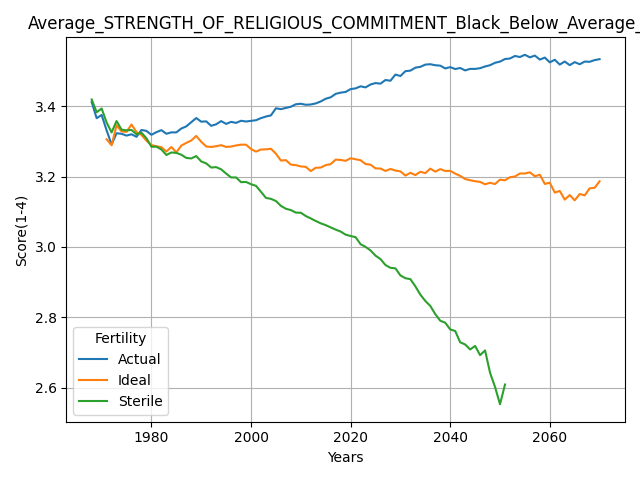 Average_STRENGTH_OF_RELIGIOUS_COMMITMENT_Black_Below_Average_
Score(1-4)
3.4
3.2
3.0
2.8
2.6
Fertility
Actual
Ideal
Sterile
1980
2000
2020
2040
2060
Years